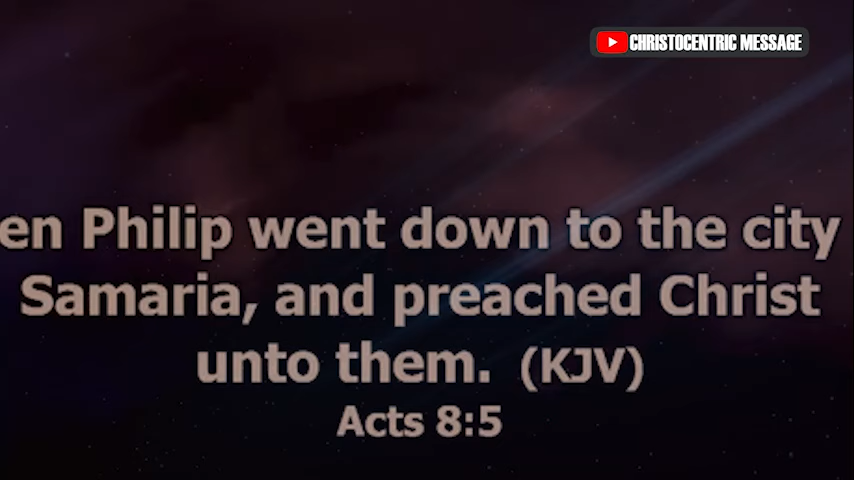 CHRISTOCENTRIC MESSAGE
en Philip went down to the city
Samaria, and preached Christ
unto them. (KJV)
Acts 8:5